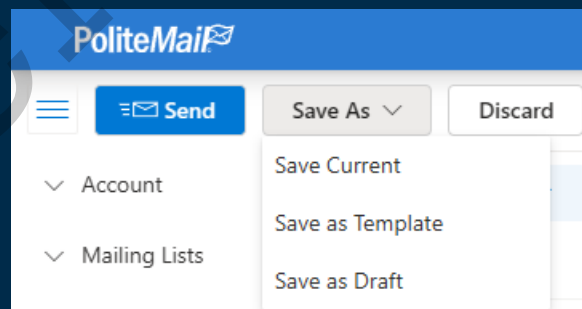 PoliteMail
Send
Save As
Discard
Save Current
Account
Save as Template
Mailing Lists
Save as Draft